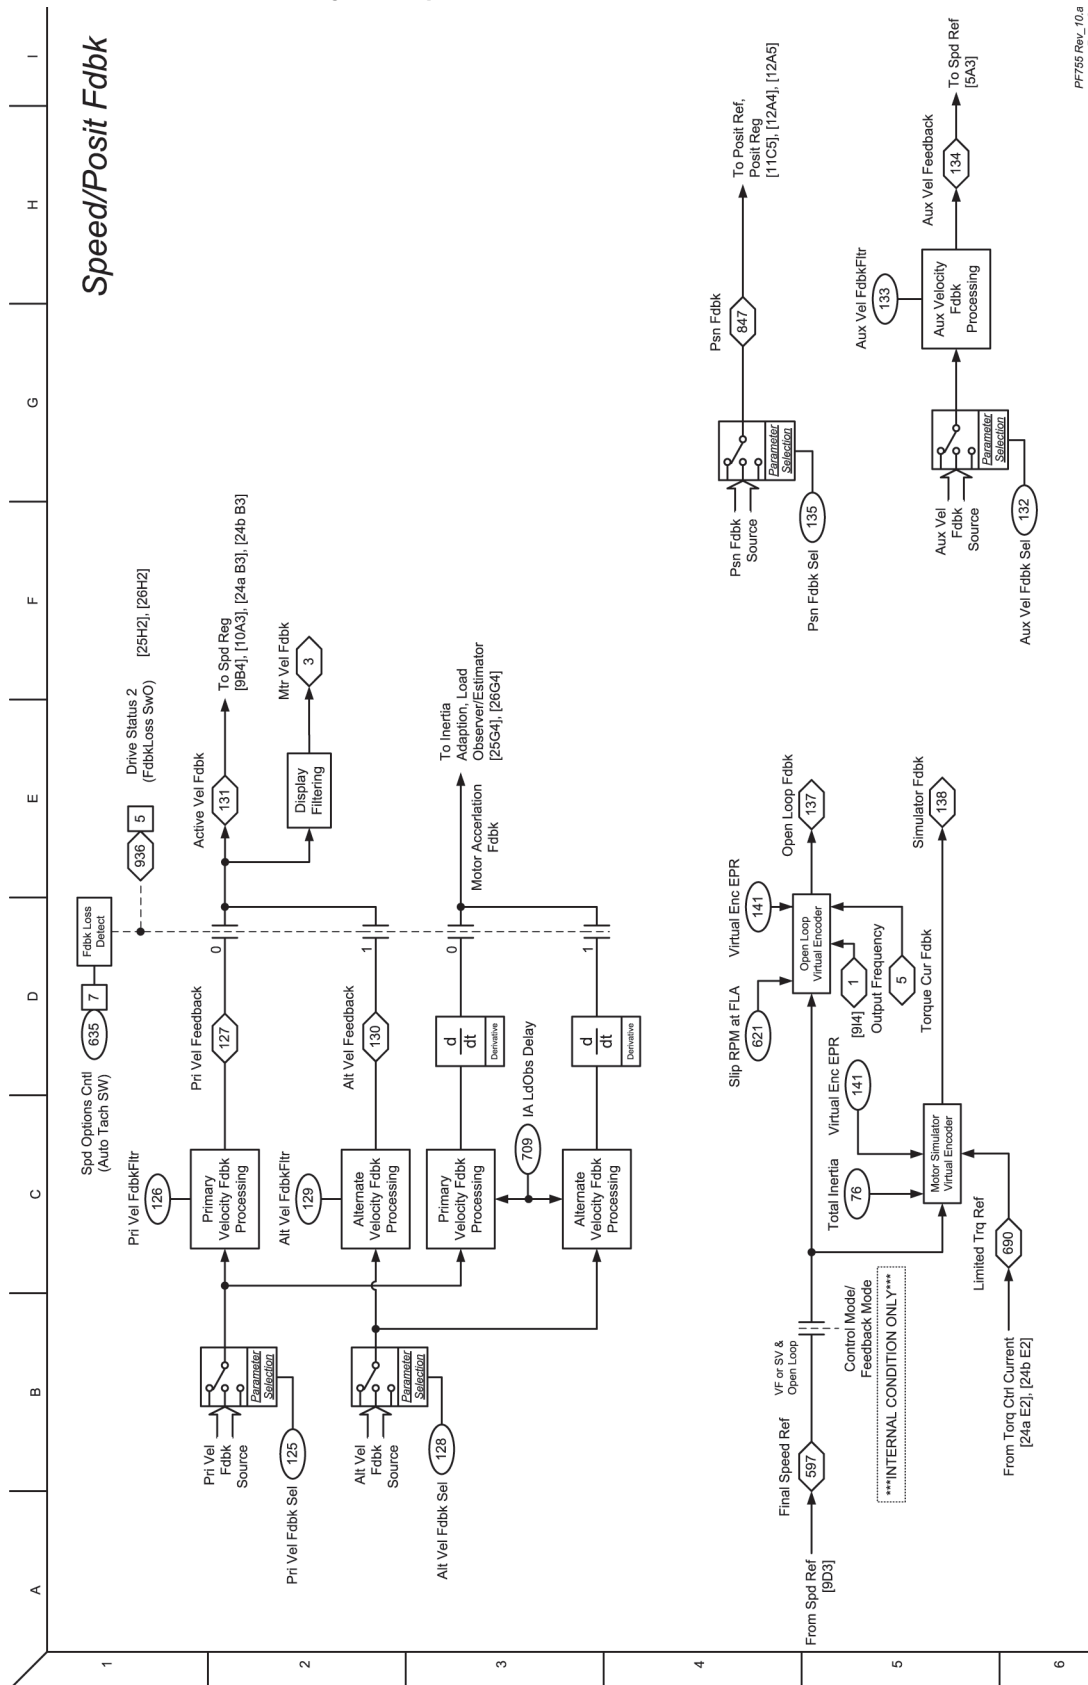 Speed/Posit Fdbk
A
B
C
D
E
F
G
H
I
1
2
3
4
5
6
Spd Options Cntl
(Auto Tach SW)
635
7
Fdbk Loss
Detect
936
5
Drive Status 2
(FdbkLoss SwO)
[25H2], [26H2]
Pri Vel
Fdbk
Source
Parameter
Selection
125
Pri Vel Fdbk Sel
Pri Vel FdbkFltr
126
Primary
Velocity Fdbk
Processing
Pri Vel Feedback
127
0
Active Vel Fdbk
131
To Spd Reg
[9B4], [10A3], [24a B3], [24b B3]
Display
Filtering
Mtr Vel Fdbk
3
Alt Vel
Fdbk
Source
Parameter
Selection
128
Alt Vel Fdbk Sel
Alt Vel FdbkFltr
129
Alternate
Velocity Fdbk
Processing
Alt Vel Feedback
130
1
Primary
Velocity Fdbk
Processing
d
dt
Derivative
0
Motor Accerlation
Fdbk
To Inertia
Adaption, Load
Observer/Estimator
[25G4], [26G4]
709
IA LdObs Delay
Alternate
Velocity Fdbk
Processing
d
dt
Derivative
1
From Spd Ref
[9D3]
Final Speed Ref
597
VF or SV &
Open Loop
Control Mode/
Feedback Mode
***INTERNAL CONDITION ONLY***
Slip RPM at FLA
621
Virtual Enc EPR
141
Open Loop
Virtual Encoder
Open Loop Fdbk
137
1
[9I4]
Output Frequency
5
Torque Cur Fdbk
Total Inertia
76
Virtual Enc EPR
141
Motor Simulator
Virtual Encoder
Simulator Fdbk
138
Limited Trq Ref
690
From Torq Ctrl Current
[24a E2], [24b E2]
Psn Fdbk
Source
Parameter
Selection
135
Psn Fdbk Sel
Psn Fdbk
847
To Posit Ref,
Posit Reg
[11C5], [12A4], [12A5]
Aux Vel
Fdbk
Source
Parameter
Selection
132
Aux Vel Fdbk Sel
Aux Vel FdbkFltr
133
Aux Velocity
Fdbk
Processing
Aux Vel Feedback
134
To Spd Ref
[5A3]
PF755 Rev_10.a